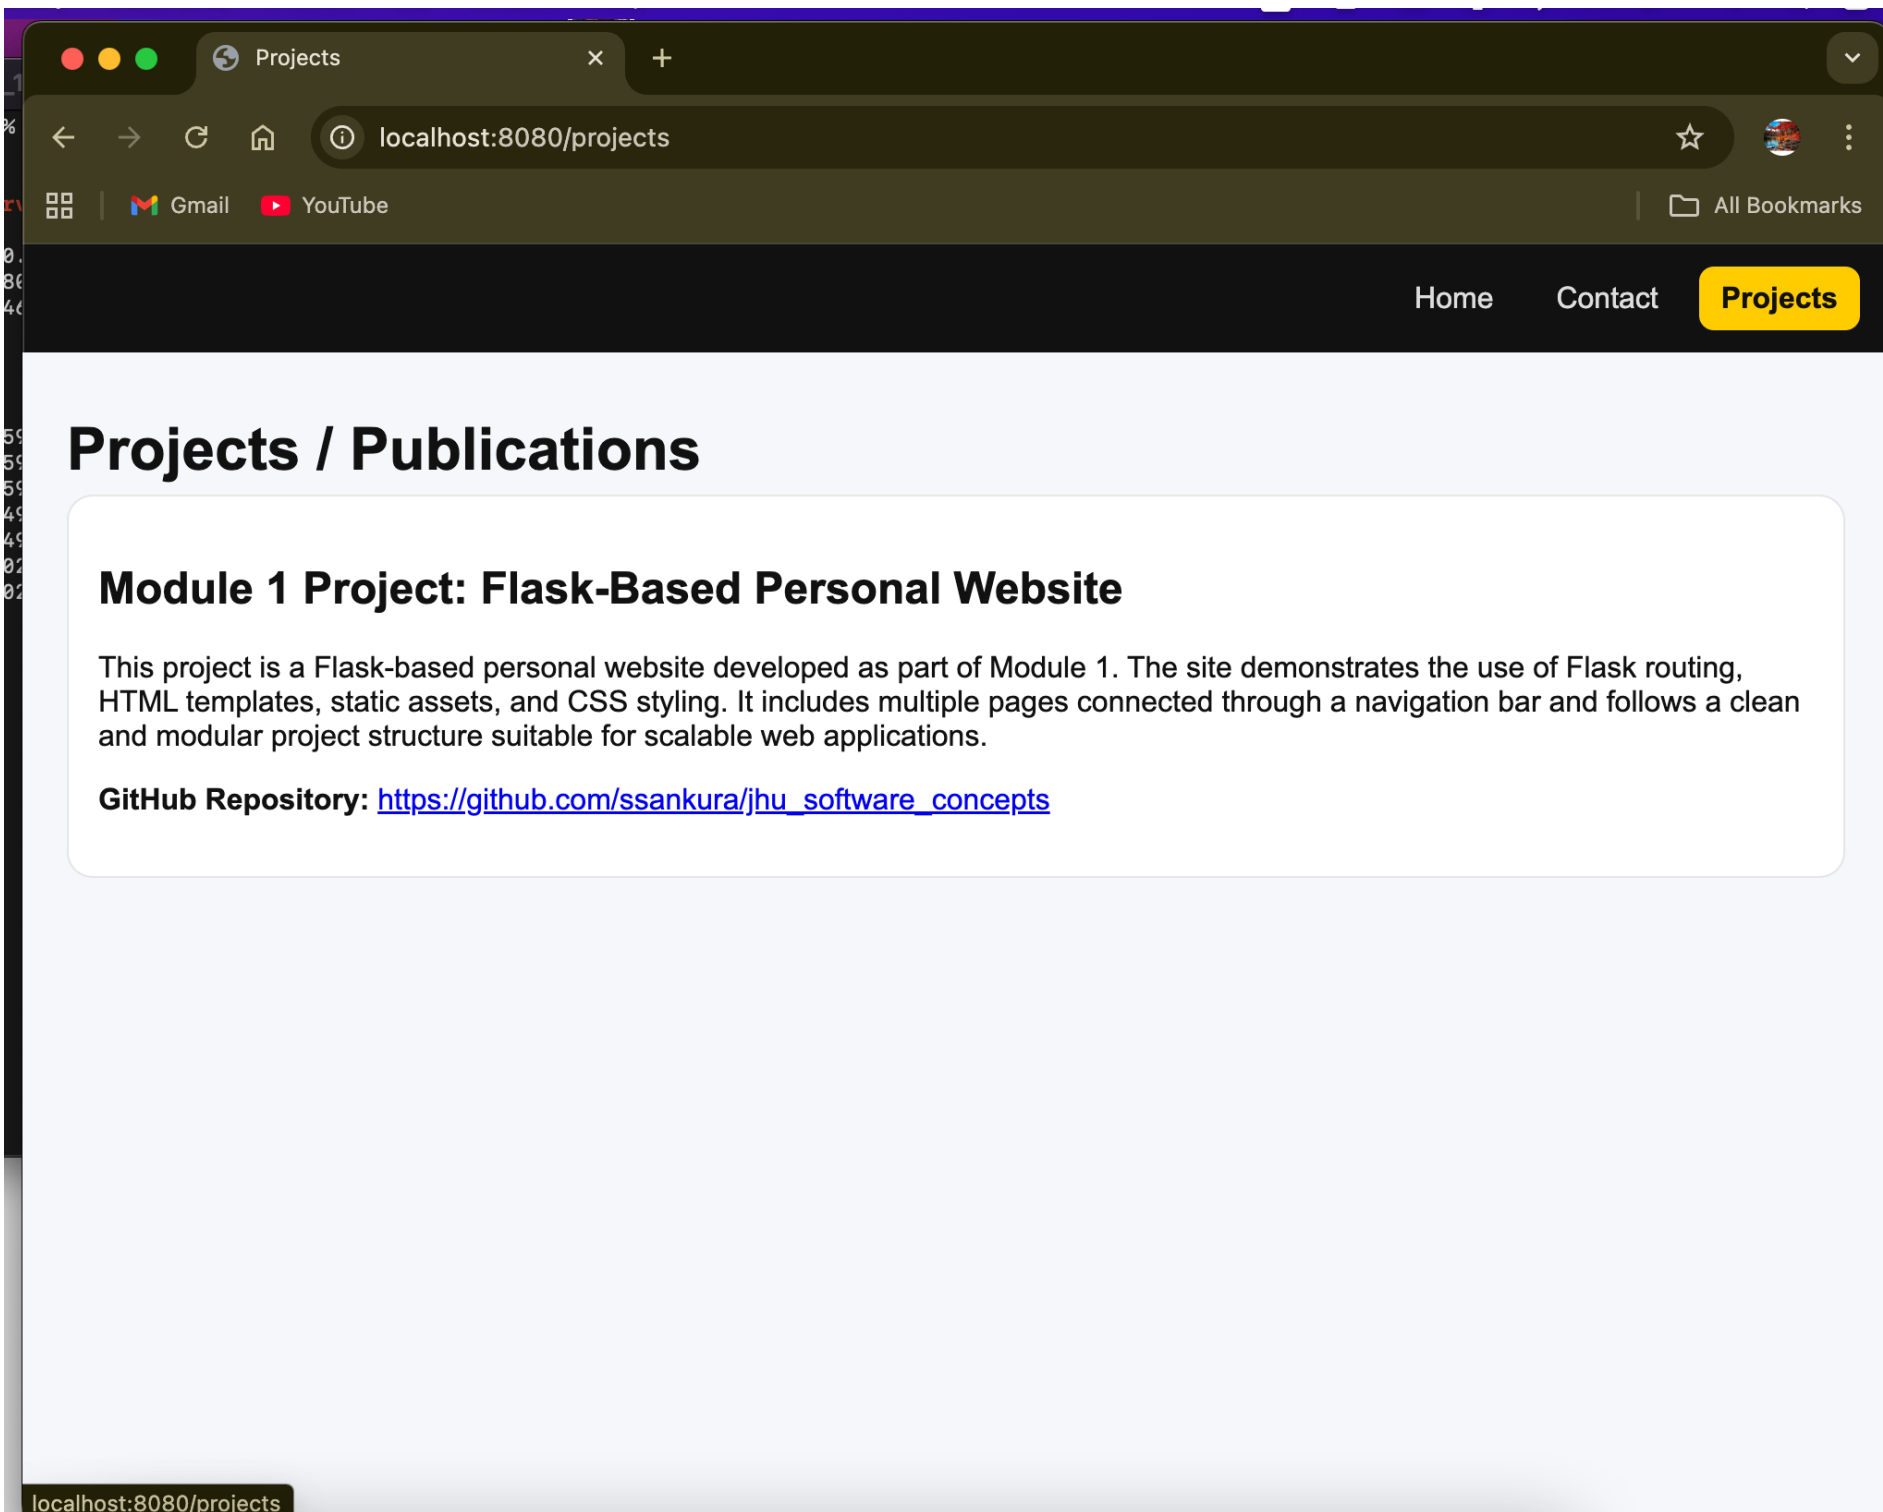 Projects
localhost:8080/projects
Gmail
YouTube
All Bookmarks
Home
Contact
Projects
Projects / Publications
Module 1 Project: Flask-Based Personal Website
This project is a Flask-based personal website developed as part of Module 1. The site demonstrates the use of Flask routing,
HTML templates, static assets, and CSS styling. It includes multiple pages connected through a navigation bar and follows a clean
and modular project structure suitable for scalable web applications.
GitHub Repository: https://github.com/ssankura/jhu_software_concepts
localhost:8080/projects